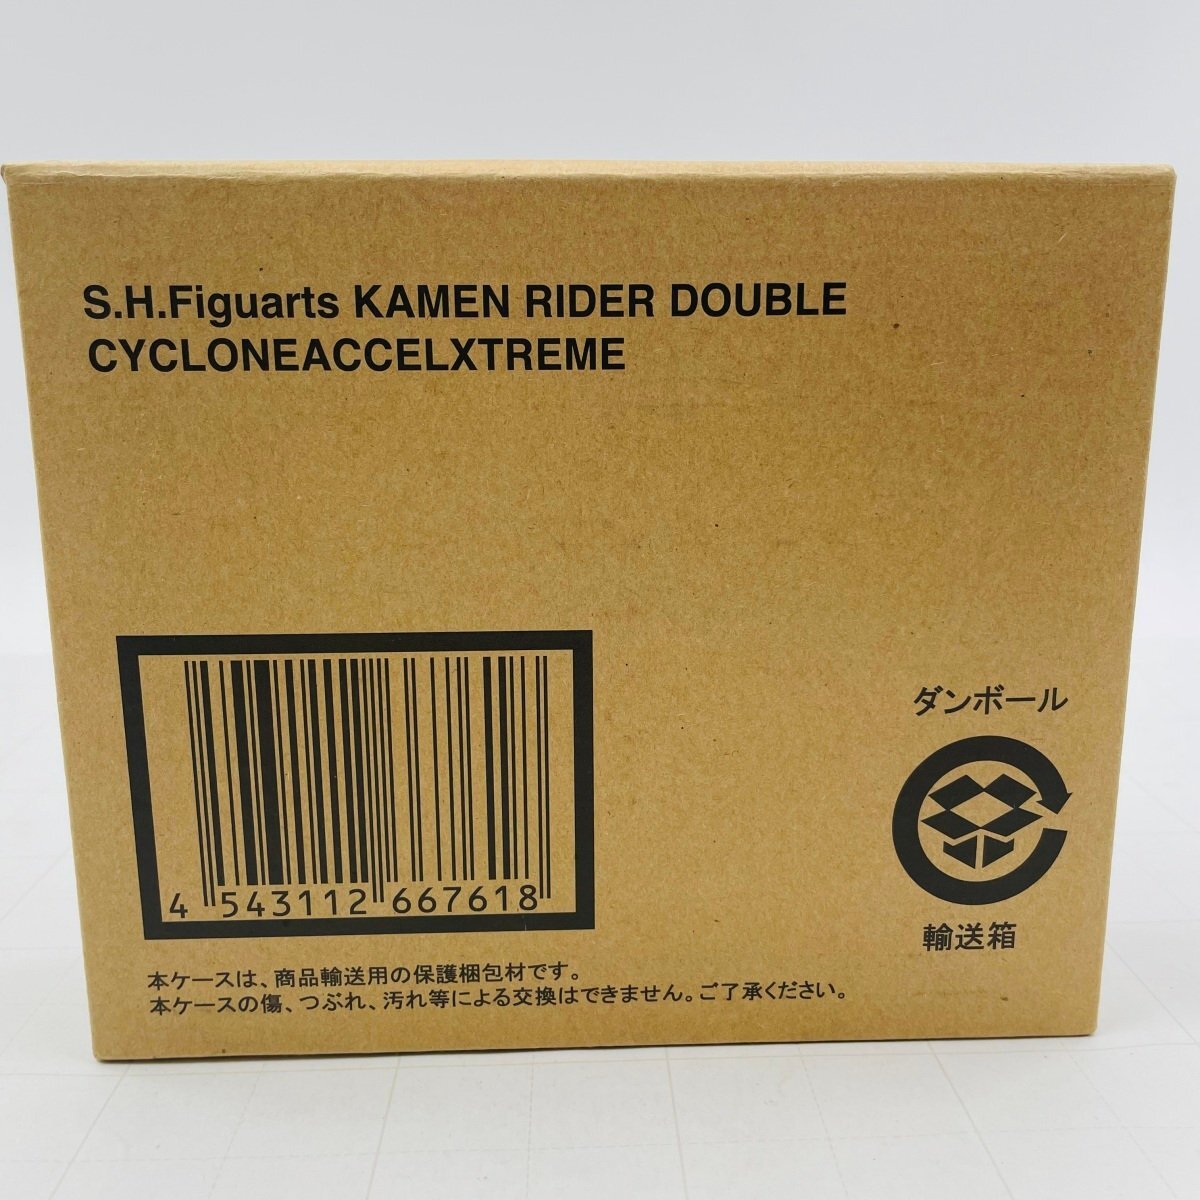 S.H.Figuarts KAMEN RIDER DOUBLE
CYCLONEACCELXTREME
4 543112 667618
ダンボール
輸送箱
本ケースは、商品輸送用の保護梱包材です。
本ケースの傷、つぶれ、汚れ等による交換はできません。ご了承ください。